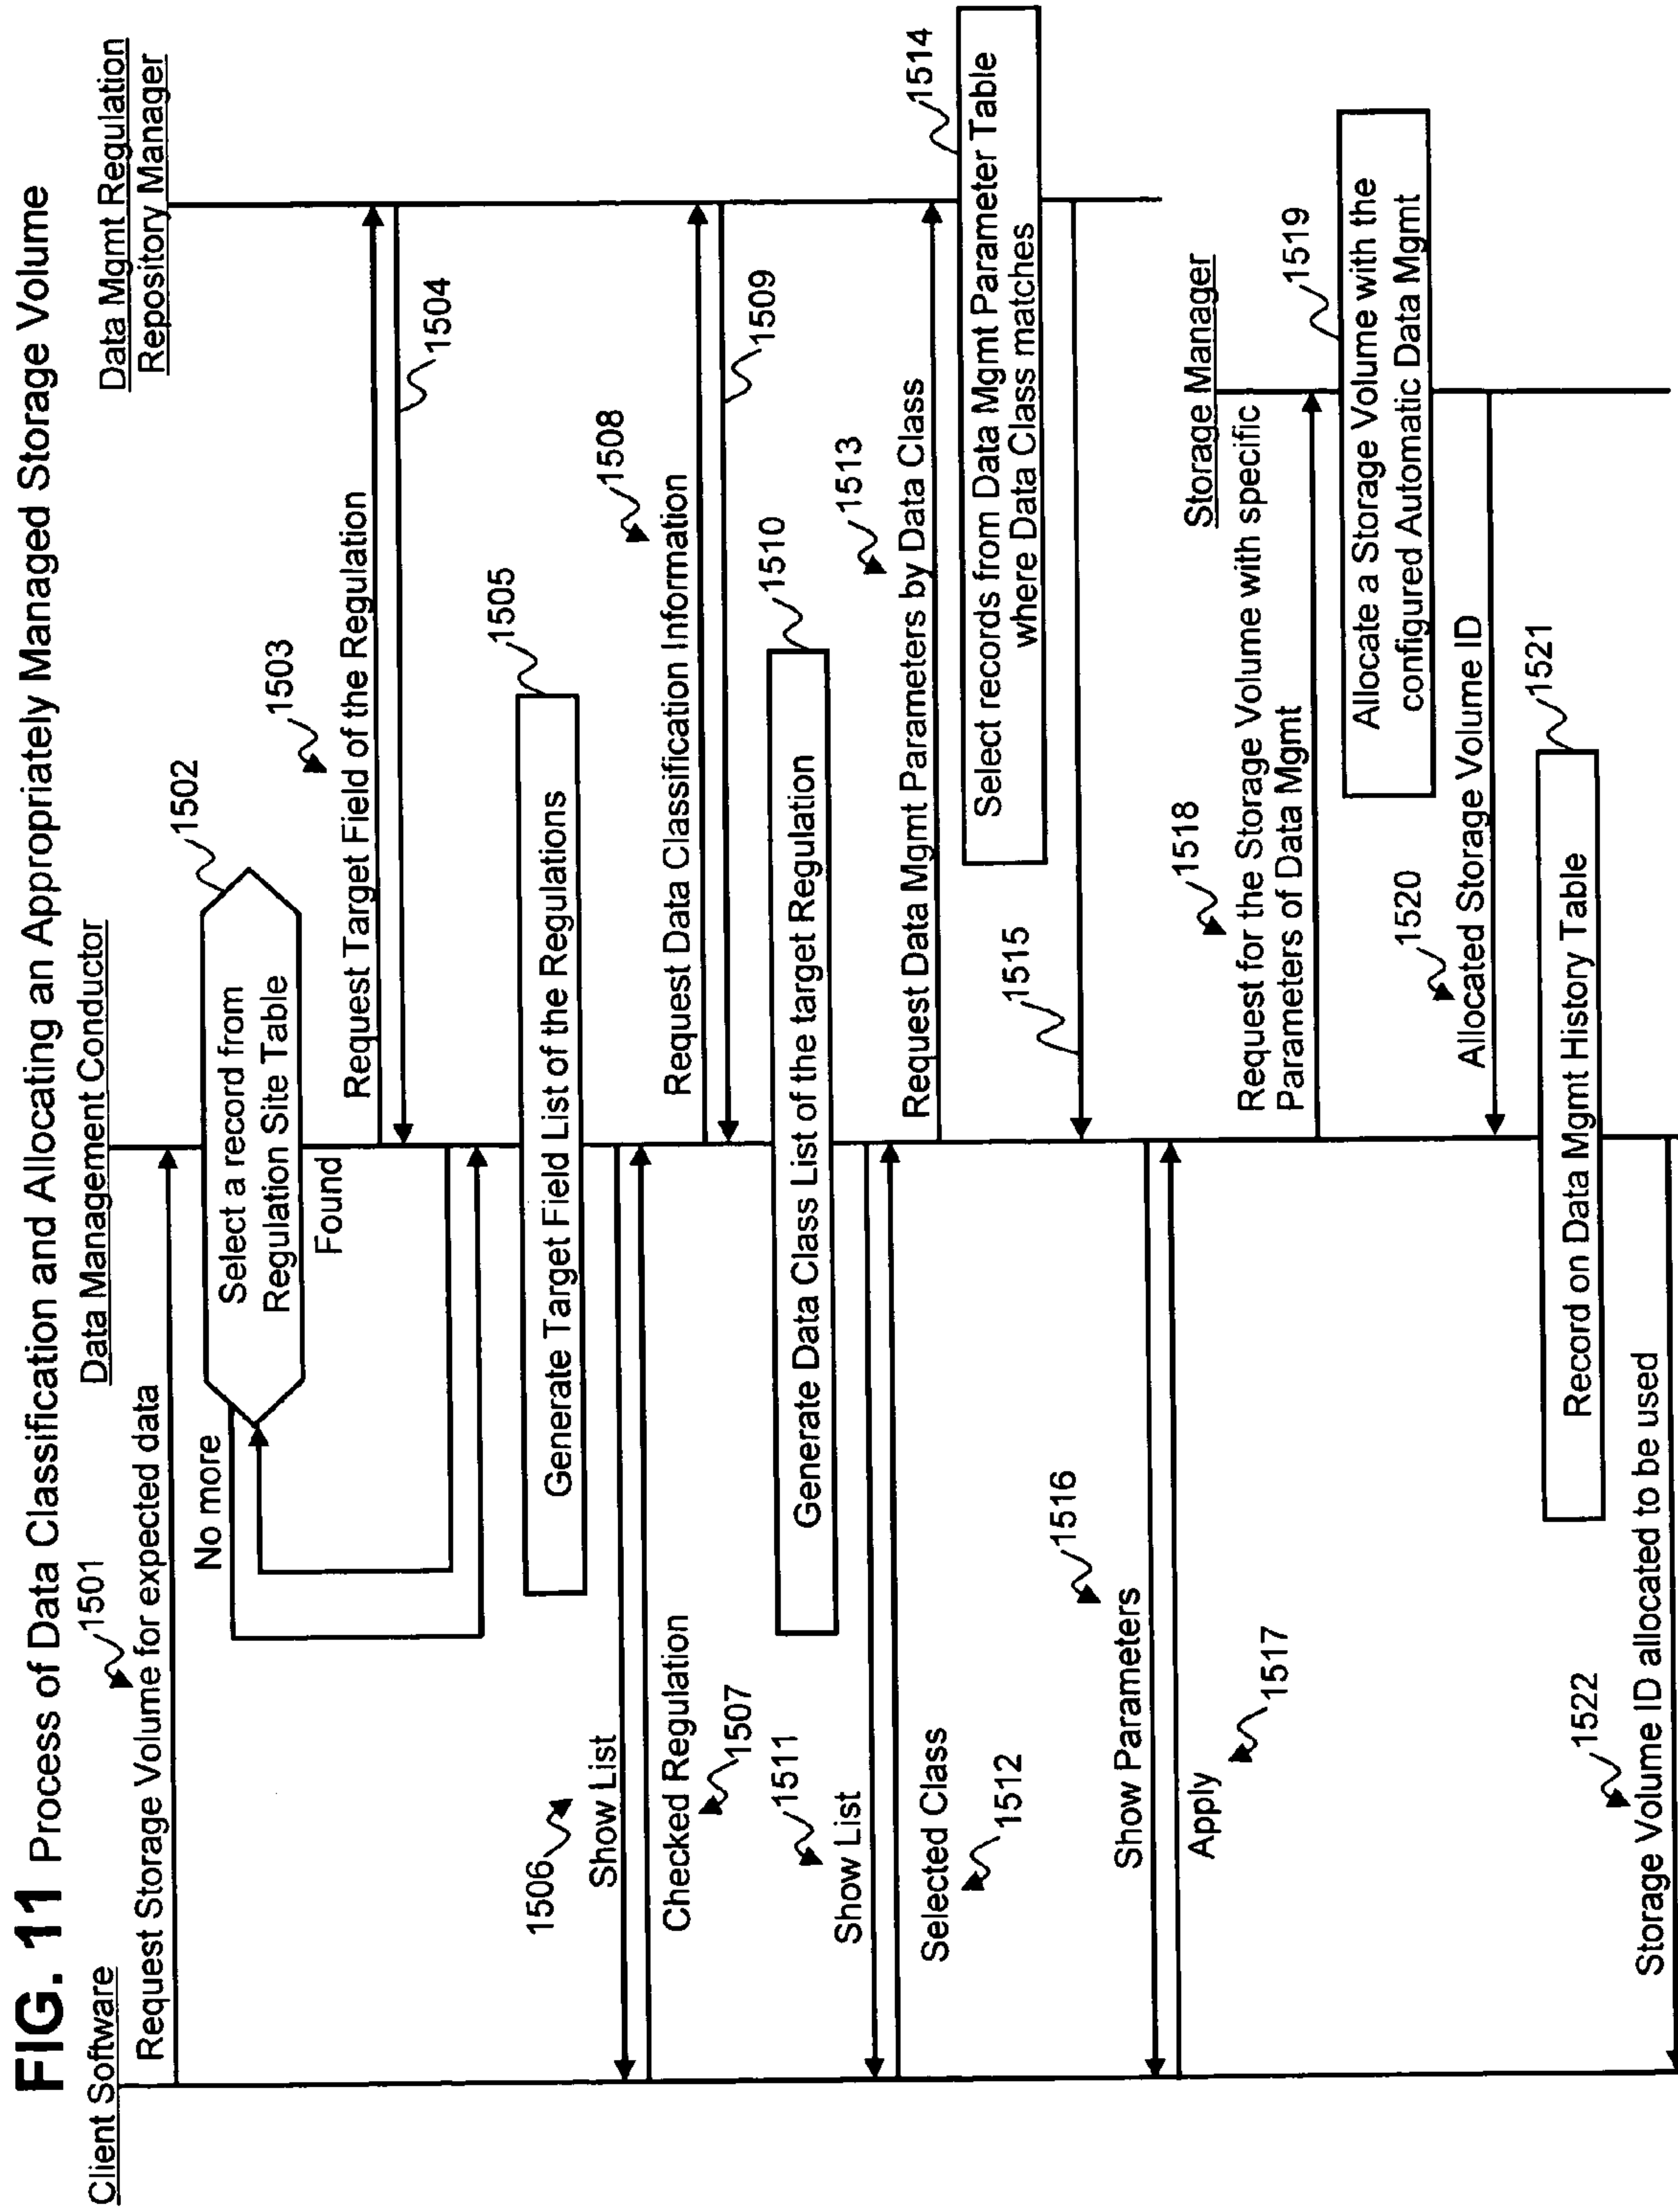 FIG. 11 Process of Data Classification and Allocating an Appropriately Managed Storage Volume
Client Software
Data Management Conductor
Data Mgmt Regulation
Repository Manager
1501
Request Storage Volume for expected data
1502
Select a record from
Regulation Site Table
No more
Found
1503
Request Target Field of the Regulation
1504
1505
Generate Target Field List of the Regulations
1506
Show List
Checked Regulation
1507
1508
Request Data Classification Information
1509
1510
Generate Data Class List of the target Regulation
1511
Show List
Selected Class
1512
1513
Request Data Mgmt Parameters by Data Class
1514
Select records from Data Mgmt Parameter Table
where Data Class matches
1515
1516
Show Parameters
Apply
1517
Storage Manager
1518
Request for the Storage Volume with specific
Parameters of Data Mgmt
1519
Allocate a Storage Volume with the
configured Automatic Data Mgmt
1520
Allocated Storage Volume ID
1521
Record on Data Mgmt History Table
1522
Storage Volume ID allocated to be used